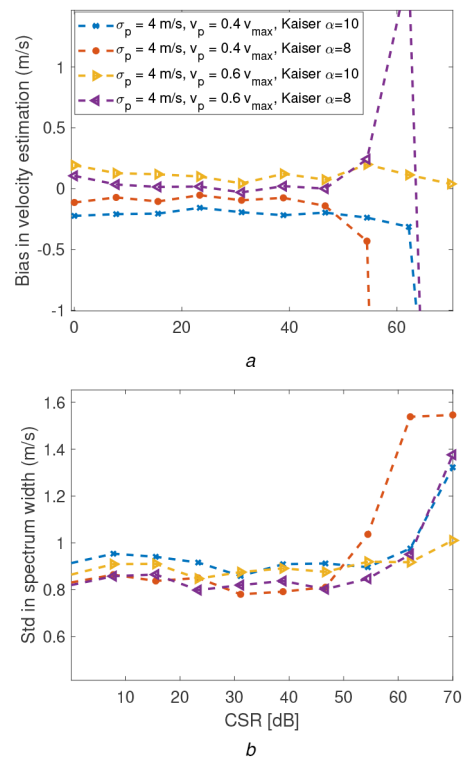 σp = 4 m/s, vp = 0.4 vmax, Kaiser α=10
σp = 4 m/s, vp = 0.4 vmax, Kaiser α=8
σp = 4 m/s, vp = 0.6 vmax, Kaiser α=10
σp = 4 m/s, vp = 0.6 vmax, Kaiser α=8
Bias in velocity estimation (m/s)
1
0.5
0
-0.5
-1
0 20 40 60
a
Std in spectrum width (m/s)
1.6
1.4
1.2
1
0.8
0.6
10 20 30 40 50 60 70
CSR [dB]
b